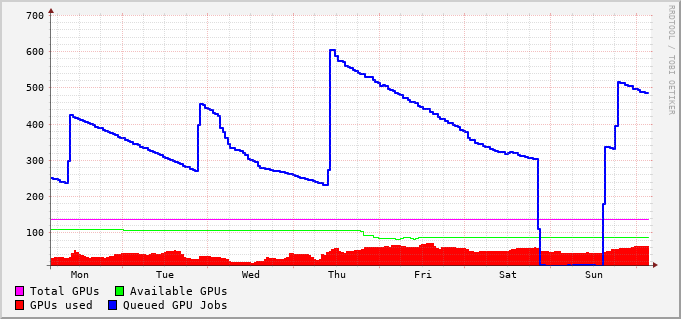 700
600
500
400
300
200
100
Mon Tue Wed Thu Fri Sat Sun
Total GPUs Available GPUs
GPUs used Queued GPU Jobs
RRDTOOL / TOBI OETIKER